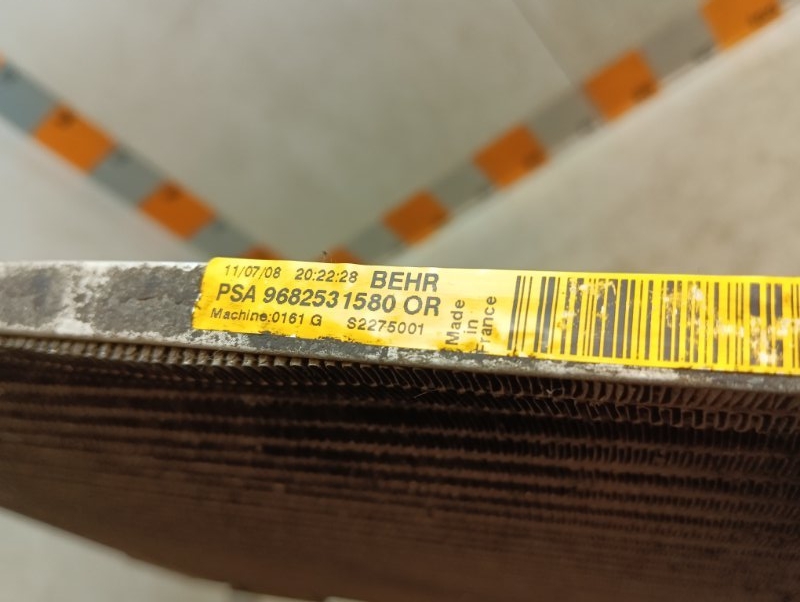 11/07/08 20:22:28 BEHR
PSA 9682531580 OR
Machine:0161 G S2275001
Made
in
France